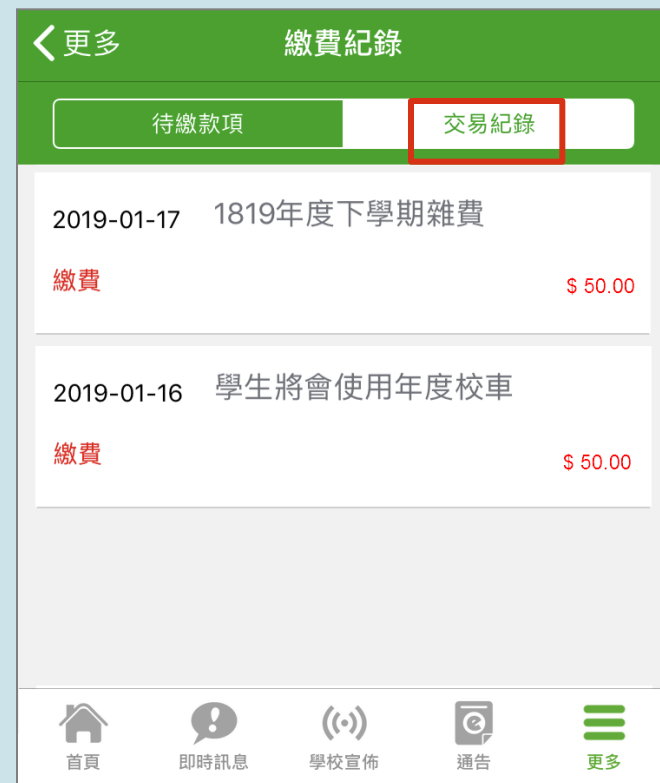 更多
繳費紀錄
待繳款項
交易紀錄
2019-01-17 1819年度下學期雜費
繳費 $ 50.00
2019-01-16 學生將會使用年度校車
繳費 $ 50.00
首頁 即時訊息 學校宣佈 通告 更多